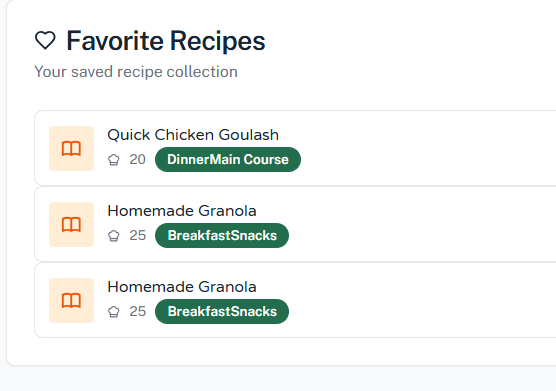 Favorite Recipes
Your saved recipe collection
Quick Chicken Goulash
20 DinnerMain Course
Homemade Granola
25 BreakfastSnacks
Homemade Granola
25 BreakfastSnacks